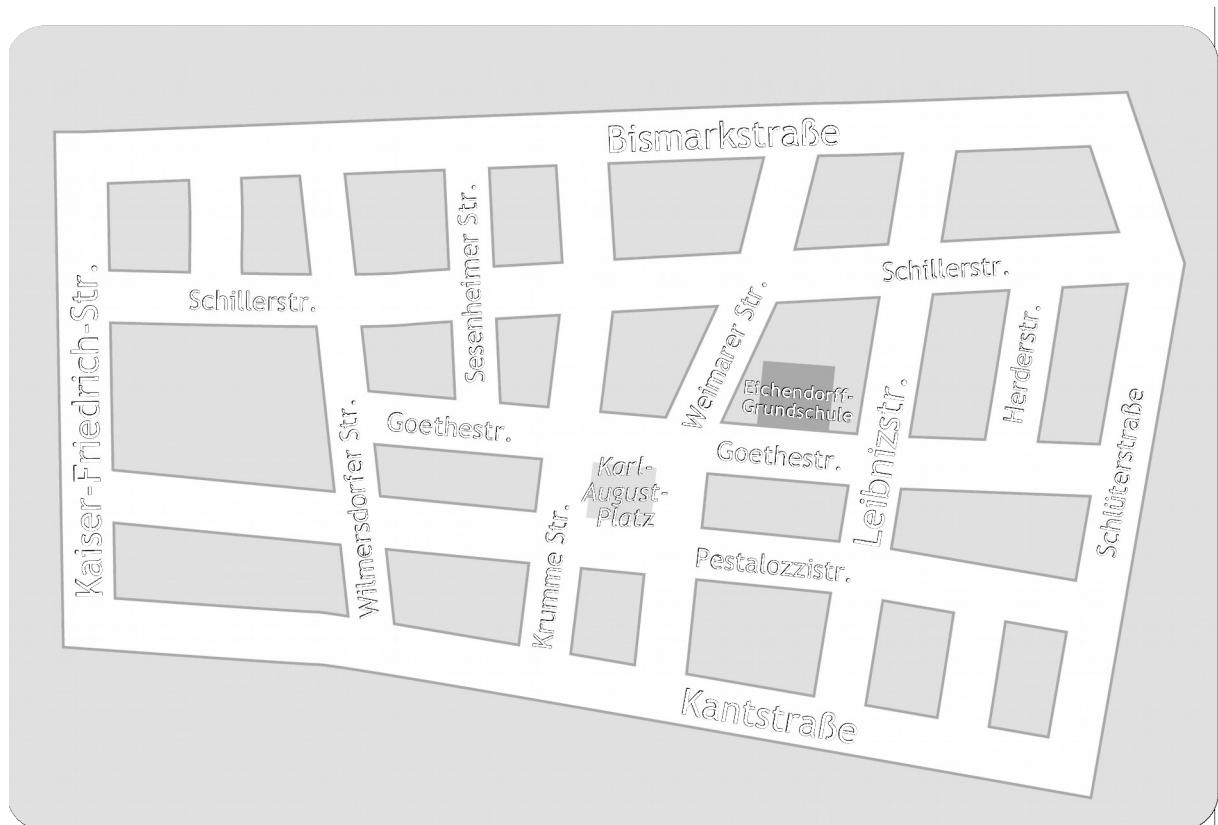 Bismarkstraße
Sesenheimer Str.
Schillerstr.
Kaiser-Friedrich-Str.
Schillerstr.
Weimarer Str.
Herderstr.
Eichendorff-
Grundschule
Leibnizstr.
Schlüterstraße
Wilmersdorfer Str.
Goethestr.
Goethestr.
Karl-
August-
Platz
Krumme Str.
Pestalozzistr.
Kantstraße